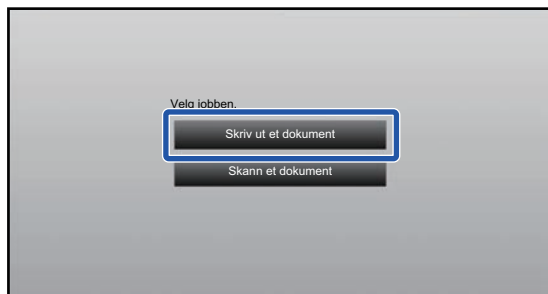 Velg jobben.
Skriv ut et dokument
Skann et dokument